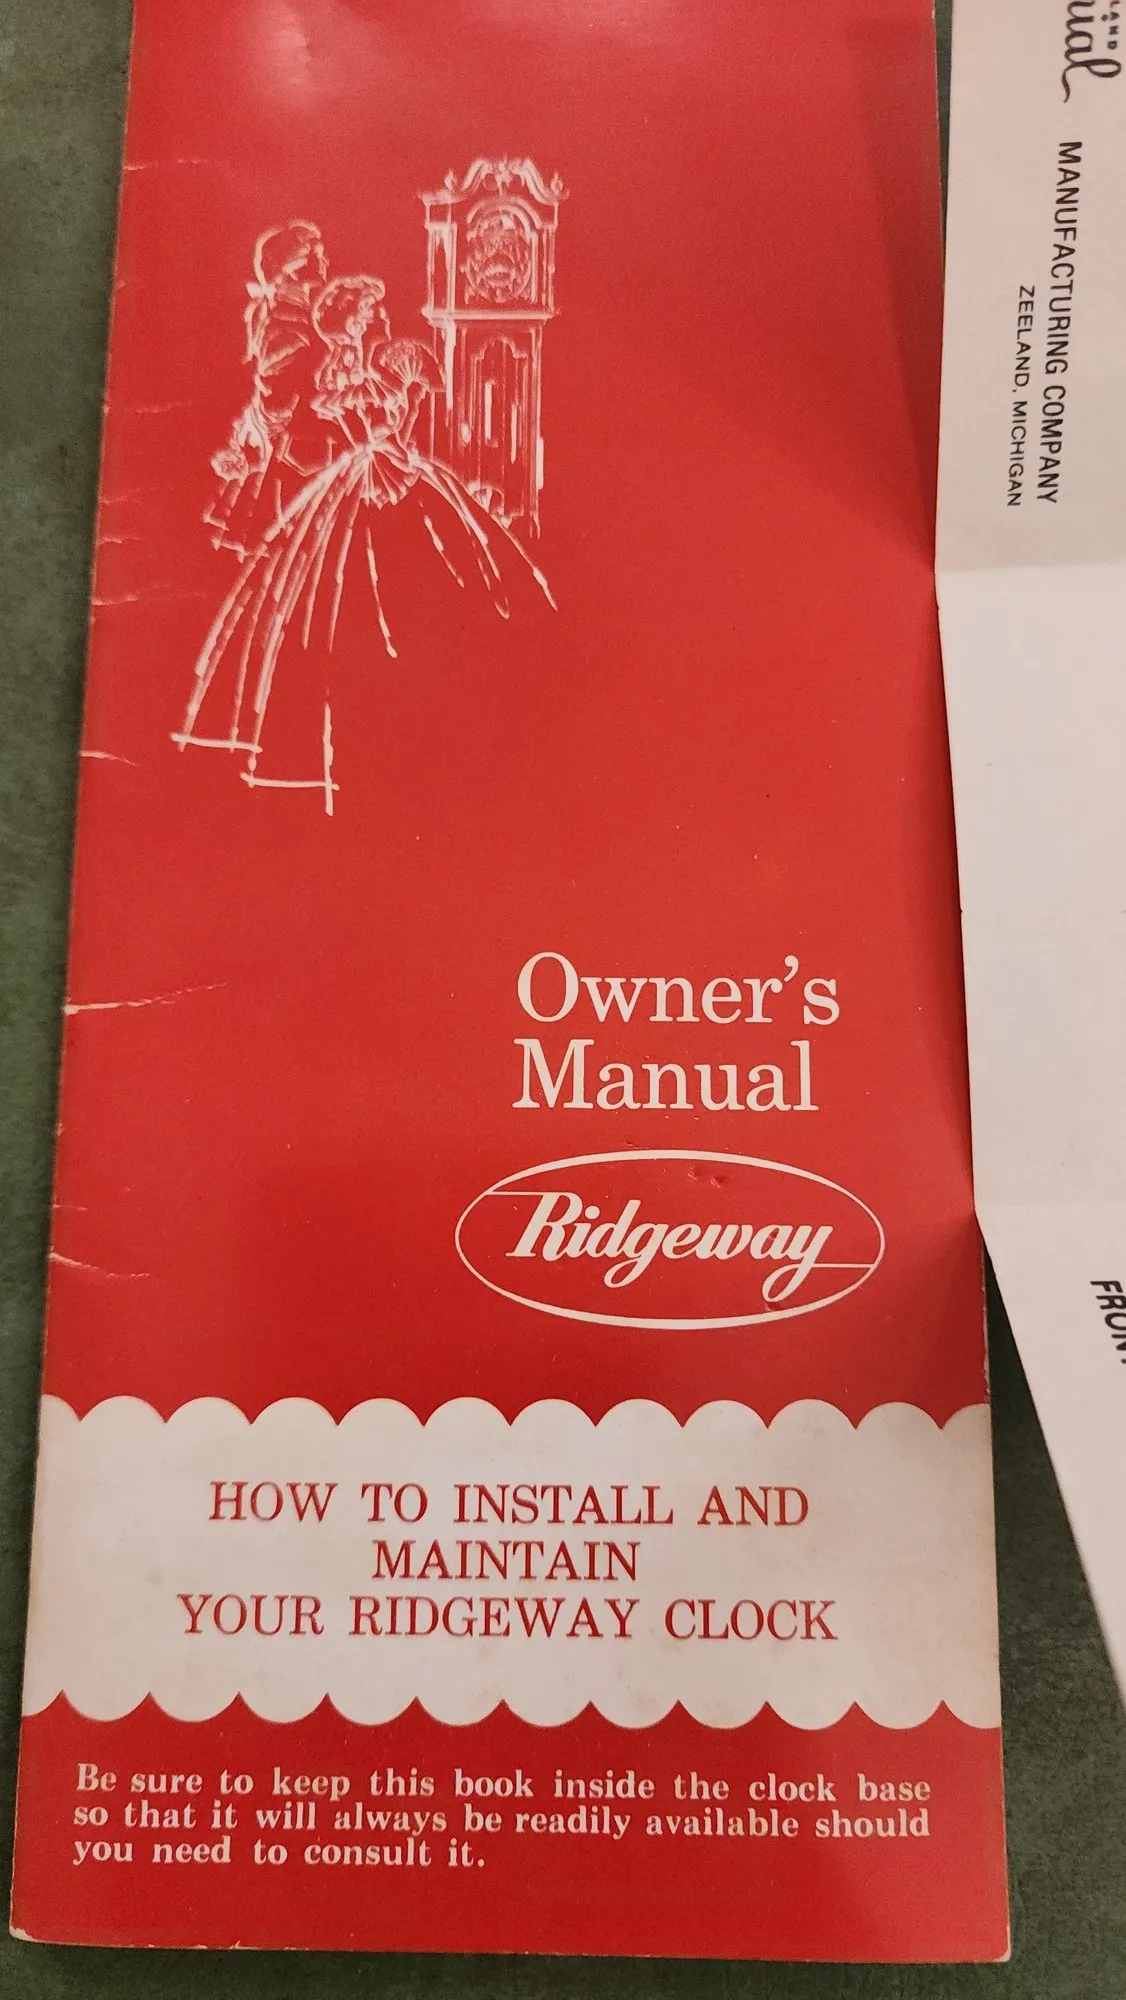 Owner's
Manual
Ridgeway
HOW TO INSTALL AND
MAINTAIN
YOUR RIDGEWAY CLOCK
Be sure to keep this book inside the clock base
so that it will always be readily available should
you need to consult it.
MANUFACTURING COMPANY
ZEELAND, MICHIGAN